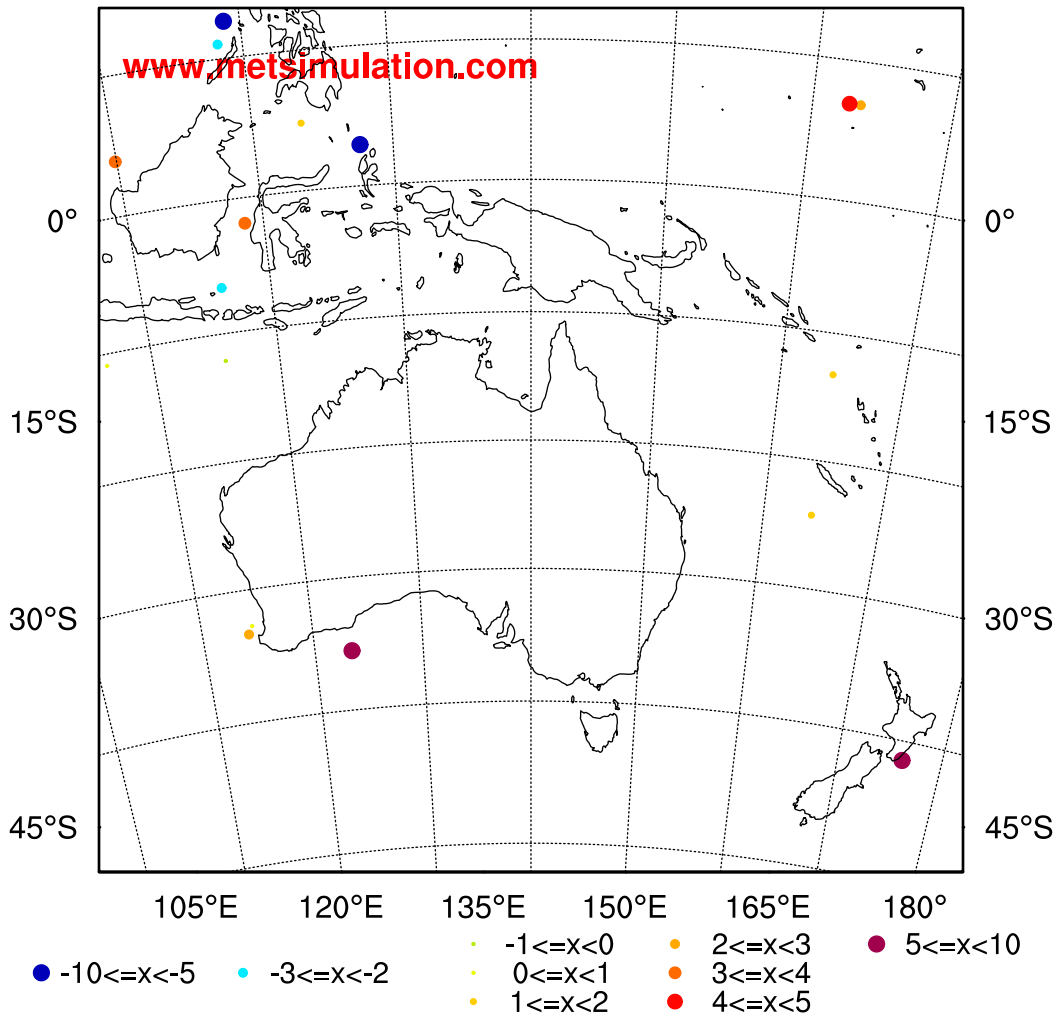 www.metsimulation.com
0° 0°
15°S 15°S
30°S 30°S
45°S 45°S
105°E 120°E 135°E 150°E 165°E 180°
-1<=x<0 2<=x<3 5<=x<10
-10<=x<-5 -3<=x<-2 0<=x<1 3<=x<4
1<=x<2 4<=x<5